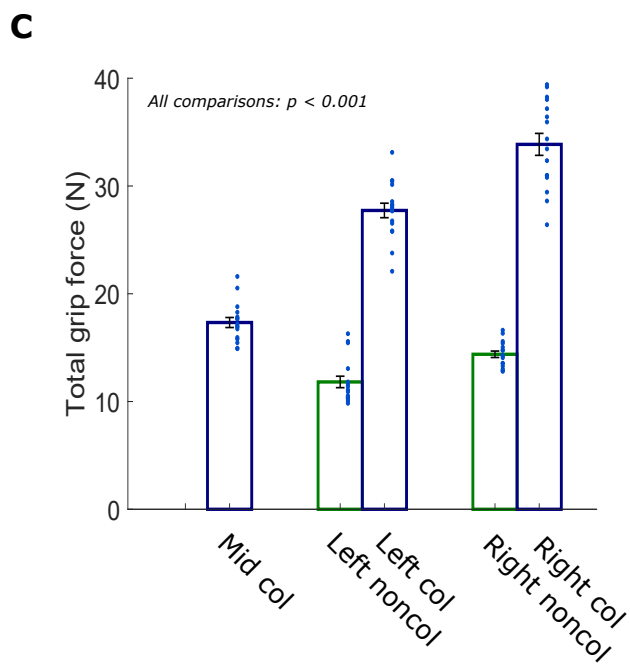 C
All comparisons: p < 0.001
Total grip force (N)
40
30
20
10
0
Mid col
Left noncol
Left col
Right noncol
Right col